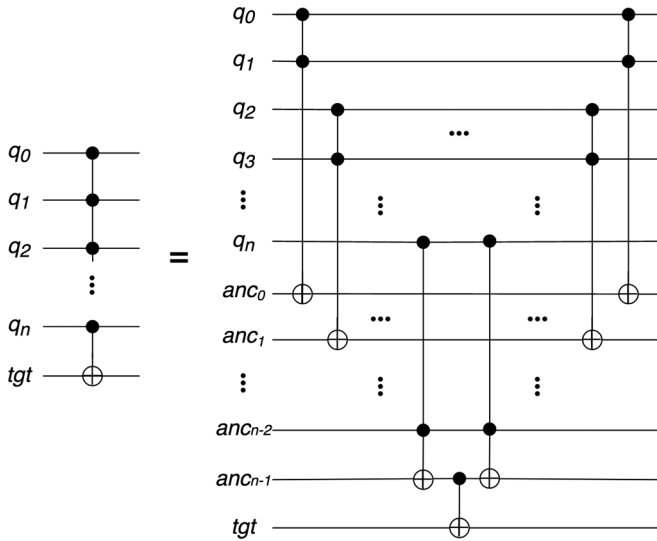 q0
q1
q2
q3
qn
anc0
anc1
ancn-2
ancn-1
tgt
q0
q1
q2
qn
tgt
=